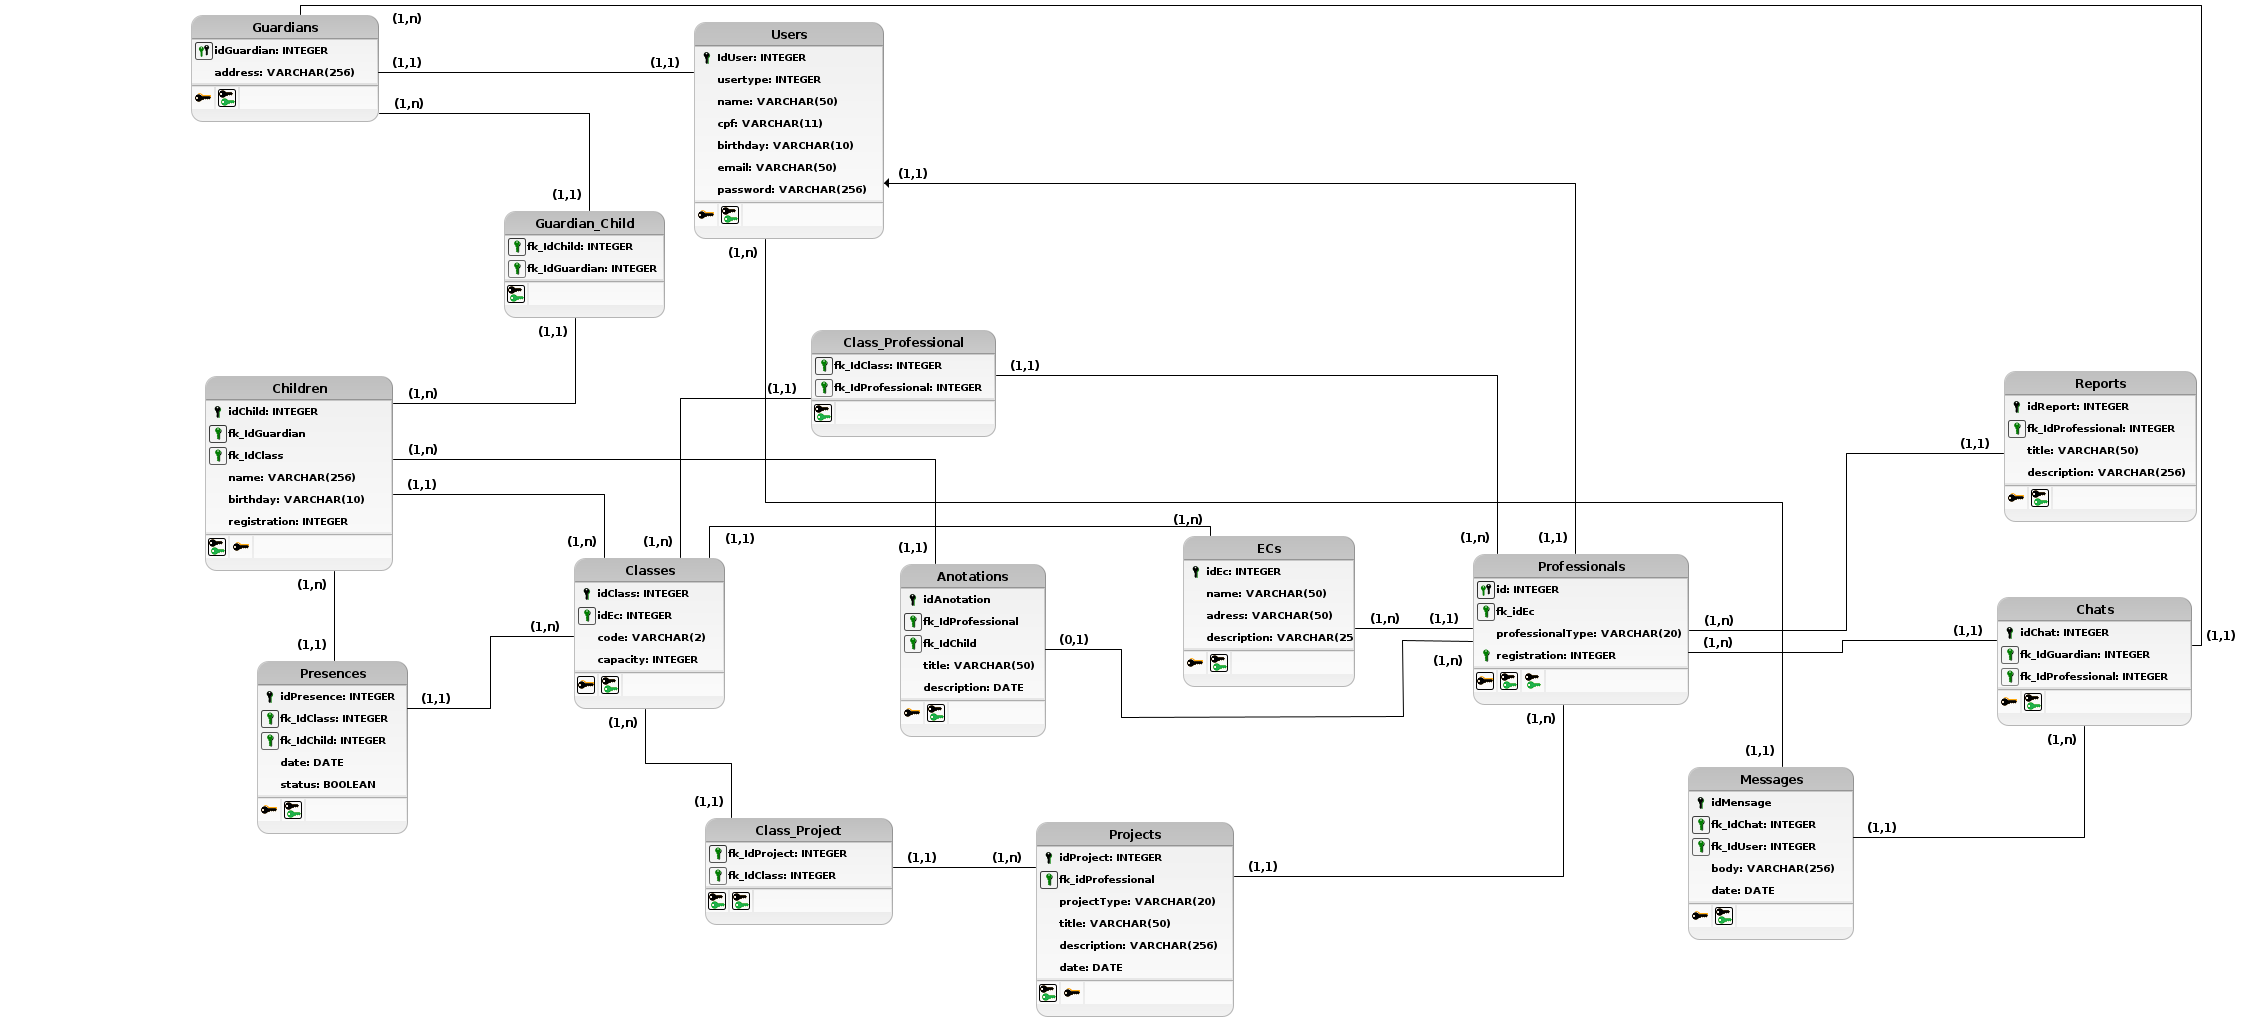 Guardians
idGuardian: INTEGER
address: VARCHAR(256)
(1,n)
(1,1)
(1,1)
(1,n)
Users
IdUser: INTEGER
usertype: INTEGER
name: VARCHAR(50)
cpf: VARCHAR(11)
birthday: VARCHAR(10)
email: VARCHAR(50)
password: VARCHAR(256)
(1,1)
(1,n)
(1,1)
Guardian_Child
fk_IdChild: INTEGER
fk_IdGuardian: INTEGER
(1,1)
Class_Professional
fk_IdClass: INTEGER
fk_IdProfessional: INTEGER
(1,1)
(1,1)
Children
idChild: INTEGER
fk_IdGuardian
fk_IdClass
name: VARCHAR(256)
birthday: VARCHAR(10)
registration: INTEGER
(1,n)
(1,n)
(1,1)
(1,n)
Reports
idReport: INTEGER
fk_IdProfessional: INTEGER
title: VARCHAR(50)
description: VARCHAR(256)
(1,1)
(1,n)
(1,n)
(1,1)
Classes
idClass: INTEGER
idEc: INTEGER
code: VARCHAR(2)
capacity: INTEGER
(1,n)
(1,n)
(1,1)
Anotations
idAnotation
fk_IdProfessional
fk_IdChild
title: VARCHAR(50)
description: DATE
(0,1)
(1,n)
ECs
idEc: INTEGER
name: VARCHAR(50)
adress: VARCHAR(50)
description: VARCHAR(25
(1,n)
(1,1)
(1,n)
(1,n)
(1,1)
Professionals
id: INTEGER
fk_idEc
professionalType: VARCHAR(20)
registration: INTEGER
(1,n)
(1,n)
(1,n)
(1,1)
Chats
idChat: INTEGER
fk_IdGuardian: INTEGER
fk_IdProfessional: INTEGER
(1,1)
(1,n)
(1,1)
Presences
idPresence: INTEGER
fk_IdClass: INTEGER
fk_IdChild: INTEGER
date: DATE
status: BOOLEAN
(1,1)
(1,1)
Class_Project
fk_IdProject: INTEGER
fk_IdClass: INTEGER
(1,1)
(1,n)
Projects
idProject: INTEGER
fk_idProfessional
projectType: VARCHAR(20)
title: VARCHAR(50)
description: VARCHAR(256)
date: DATE
(1,1)
(1,1)
Messages
idMensage
fk_IdChat: INTEGER
fk_IdUser: INTEGER
body: VARCHAR(256)
date: DATE
(1,1)